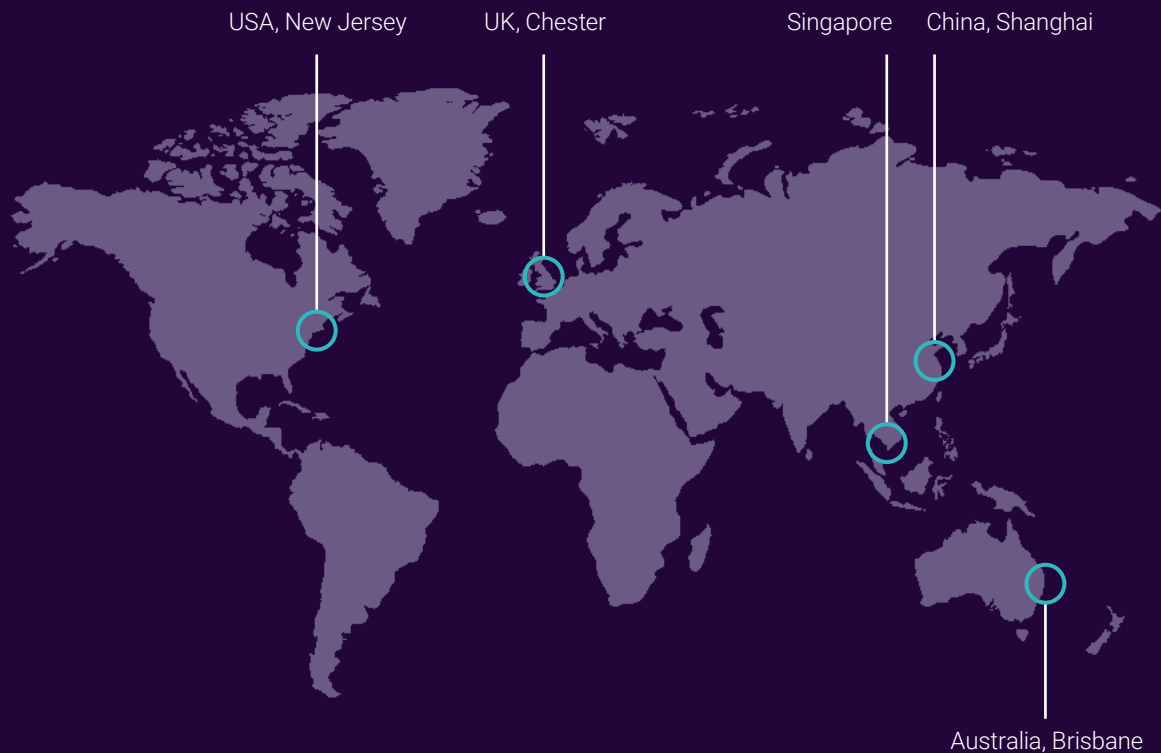 USA, New Jersey
UK, Chester
Singapore
China, Shanghai
Australia, Brisbane